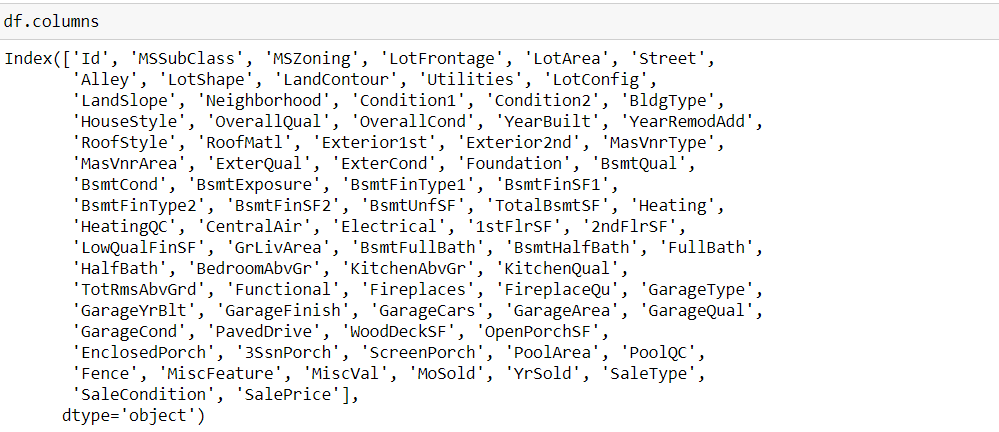 df.columns
Index(['Id', 'MSSubClass', 'MSZoning', 'LotFrontage', 'LotArea', 'Street',
'Alley', 'LotShape', 'LandContour', 'Utilities', 'LotConfig',
'LandSlope', 'Neighborhood', 'Condition1', 'Condition2', 'BldgType',
'HouseStyle', 'OverallQual', 'OverallCond', 'YearBuilt', 'YearRemodAdd',
'RoofStyle', 'RoofMatl', 'Exterior1st', 'Exterior2nd', 'MasVnrType',
'MasVnrArea', 'ExterQual', 'ExterCond', 'Foundation', 'BsmtQual',
'BsmtCond', 'BsmtExposure', 'BsmtFinType1', 'BsmtFinSF1',
'BsmtFinType2', 'BsmtFinSF2', 'BsmtUnfSF', 'TotalBsmtSF', 'Heating',
'HeatingQC', 'CentralAir', 'Electrical', '1stFlrSF', '2ndFlrSF',
'LowQualFinSF', 'GrLivArea', 'BsmtFullBath', 'BsmtHalfBath', 'FullBath',
'HalfBath', 'BedroomAbvGr', 'KitchenAbvGr', 'KitchenQual',
'TotRmsAbvGrd', 'Functional', 'Fireplaces', 'FireplaceQu', 'GarageType',
'GarageYrBlt', 'GarageFinish', 'GarageCars', 'GarageArea', 'GarageQual',
'GarageCond', 'PavedDrive', 'WoodDeckSF', 'OpenPorchSF',
'EnclosedPorch', '3SsnPorch', 'ScreenPorch', 'PoolArea', 'PoolQC',
'Fence', 'MiscFeature', 'MiscVal', 'MoSold', 'YrSold', 'SaleType',
'SaleCondition', 'SalePrice'],
dtype='object')